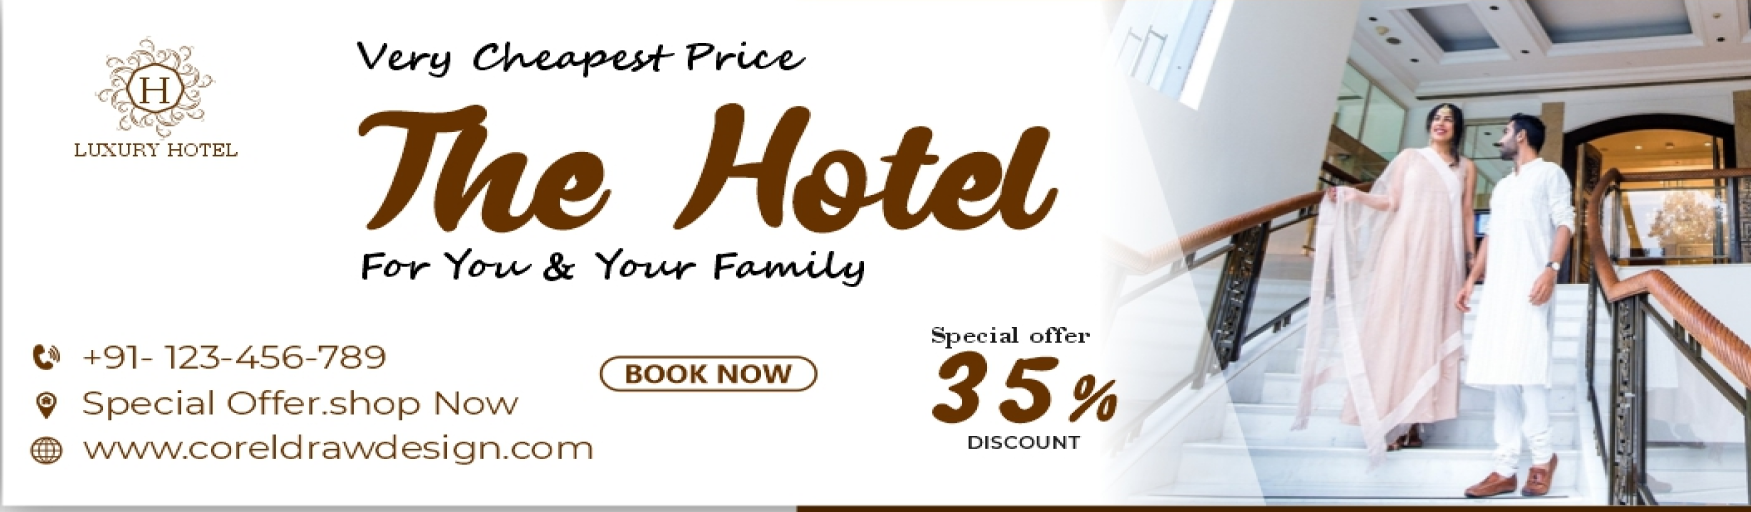 H
LUXURY HOTEL
Very Cheapest Price
The Hotel
For You & Your Family
+91- 123-456-789
Special Offer.shop Now
www.coreldrawdesign.com
BOOK NOW
Special offer
35%
DISCOUNT